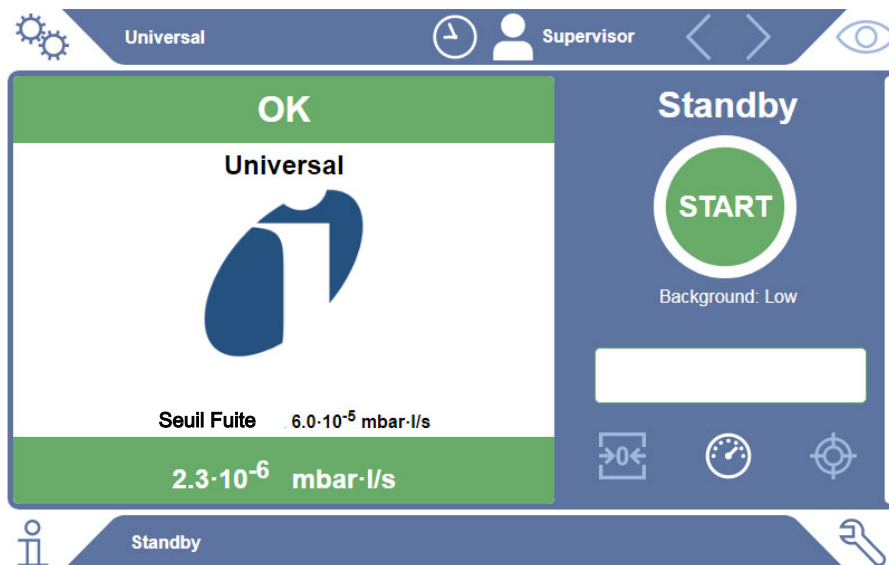 Universal
Supervisor
OK
Universal
Seuil Fuite 6.0·10⁻⁵ mbar·l/s
2.3·10⁻⁶ mbar·l/s
Standby
START
Background: Low
→0←
Standby